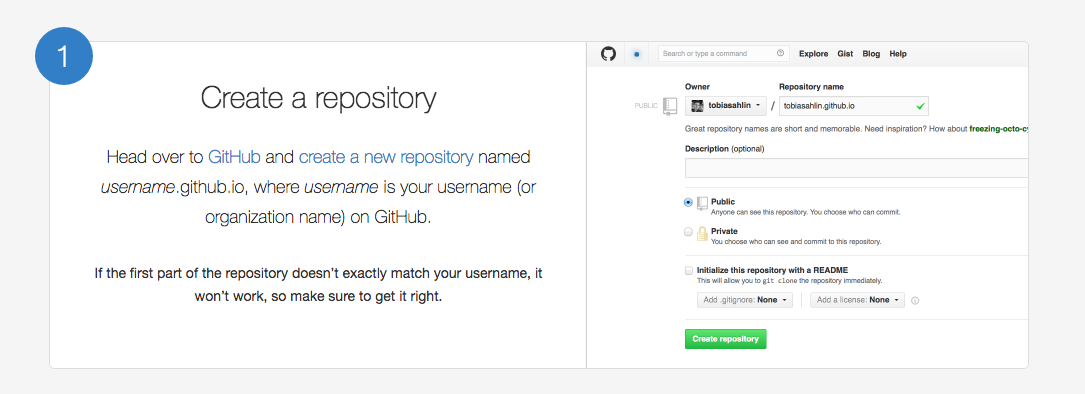 1
Create a repository
Head over to GitHub and create a new repository named
username.github.io, where username is your username (or
organization name) on GitHub.
If the first part of the repository doesn’t exactly match your username, it
won’t work, so make sure to get it right.
Search or type a command
Explore Gist Blog Help
Owner Repository name
PUBLIC tobiasahlin / tobiasahlin.github.io
Great repository names are short and memorable. Need inspiration? How about freezing-octo-cy
Description (optional)
Public
Anyone can see this repository. You choose who can commit.
Private
You choose who can see and commit to this repository.
Initialize this repository with a README
This will allow you to git clone the repository immediately.
Add .gitignore: None Add a license: None
Create repository